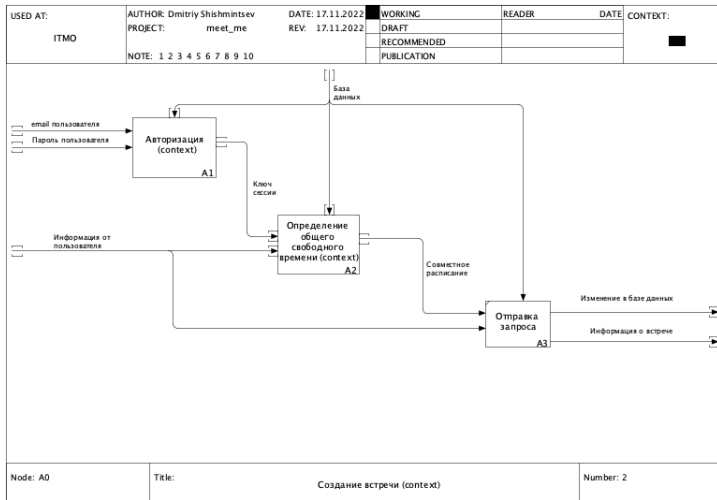 USED AT:
ITMO
AUTHOR: Dmitriy Shishmintsev
DATE: 17.11.2022
PROJECT: meet_me
REV: 17.11.2022
NOTE: 1 2 3 4 5 6 7 8 9 10
WORKING
DRAFT
RECOMMENDED
PUBLICATION
READER
DATE
CONTEXT:
База
данных
email пользователя
Пароль пользователя
Авторизация
(context)
A1
Ключ
сессии
Информация от
пользователя
Определение
общего
свободного
времени (context)
A2
Совместное
расписание
Отправка
запроса
A3
Изменение в базе данных
Информация о встрече
Node: A0
Title:
Создание встречи (context)
Number: 2